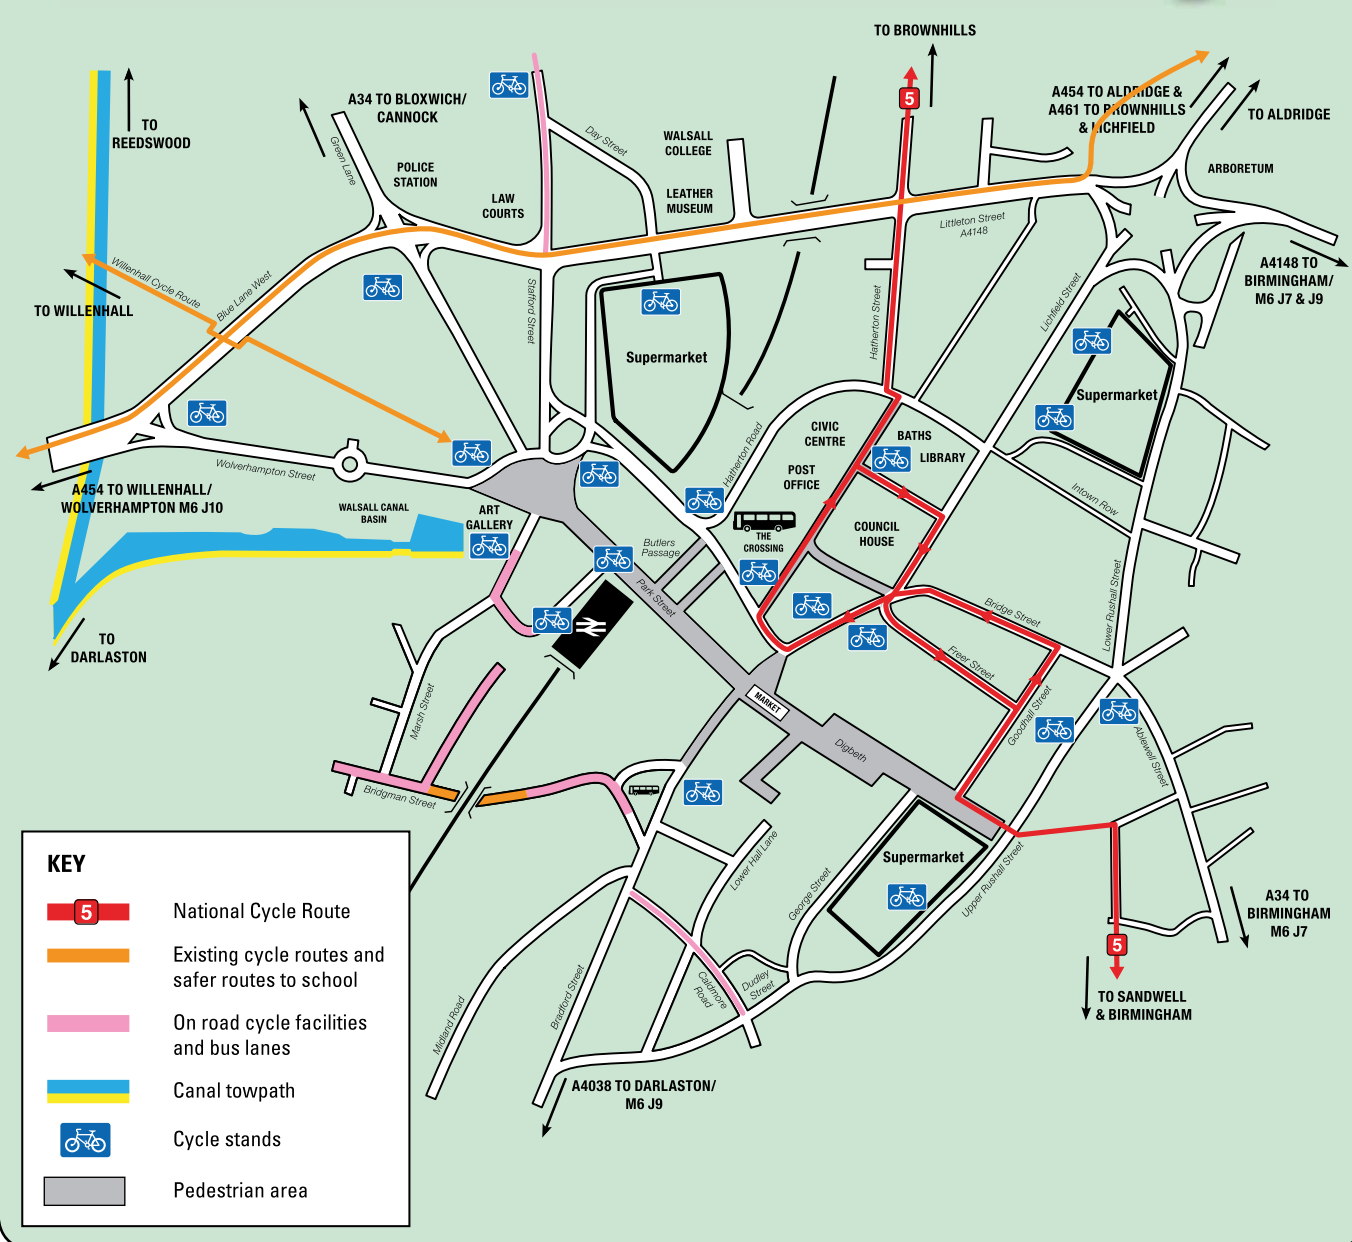 TO BROWNHILLS
5
A454 TO ALDRIDGE &
A461 TO BROWNHILLS
& LICHFIELD
TO ALDRIDGE
ARBORETUM
A4148 TO
BIRMINGHAM/
M6 J7 & J9
TO
REEDSWOOD
A34 TO BLOXWICH/
CANNOCK
Green Lane
POLICE
STATION
LAW
COURTS
Day Street
WALSALL
COLLEGE
LEATHER
MUSEUM
Littleton Street
A4148
Willenhall Cycle Route
TO WILLENHALL
Blue Lane West
Stafford Street
Supermarket
Hatherton Street
Lichfield Street
Supermarket
Hatherton Road
CIVIC
CENTRE
BATHS
LIBRARY
POST
OFFICE
Wolverhampton Street
A454 TO WILLENHALL/
WOLVERHAMPTON M6 J10
WALSALL CANAL
BASIN
ART
GALLERY
Intown Row
THE
CROSSING
COUNCIL
HOUSE
Butlers
Passage
Park Street
Bridge Street
Lower Rushall Street
Freer Street
Goodhall Street
TO
DARLASTON
Marsh Street
MARKET
Digbeth
Ablewell Street
Bridgman Street
Lower Hall Lane
George Street
Supermarket
Upper Rushall Street
A34 TO
BIRMINGHAM
M6 J7
5
TO SANDWELL
& BIRMINGHAM
Caldmore
Road
Dudley
Street
Bradford Street
Midland Road
A4038 TO DARLASTON/
M6 J9
KEY
5
National Cycle Route
Existing cycle routes and
safer routes to school
On road cycle facilities
and bus lanes
Canal towpath
Cycle stands
Pedestrian area